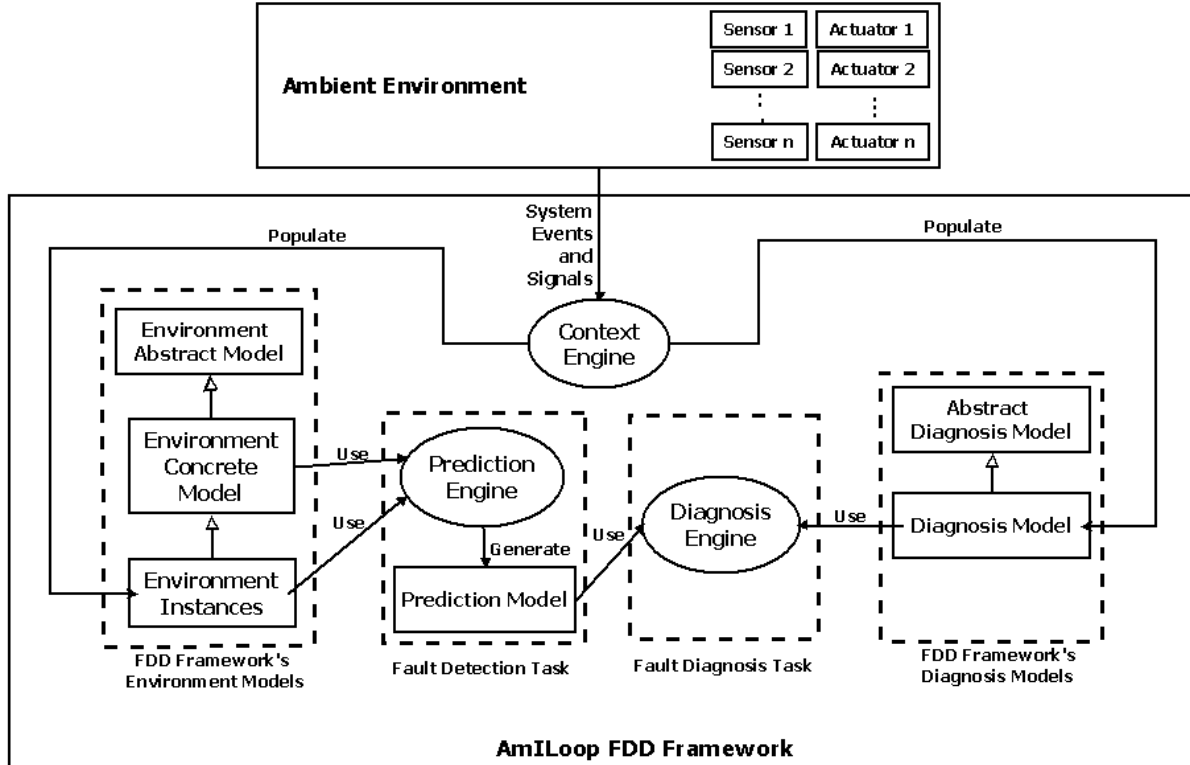 Sensor 1
Actuator 1
Ambient Environment
Sensor 2
Actuator 2
Sensor n
Actuator n
System
Events
and
Signals
Populate
Populate
Context
Engine
Environment
Abstract Model
Environment
Concrete
Model
Environment
Instances
FDD Framework's
Environment Models
Use
Use
Prediction
Engine
Generate
Prediction Model
Fault Detection Task
Use
Diagnosis
Engine
Fault Diagnosis Task
Use
Abstract
Diagnosis Model
Diagnosis Model
FDD Framework's
Diagnosis Models
AmILoop FDD Framework